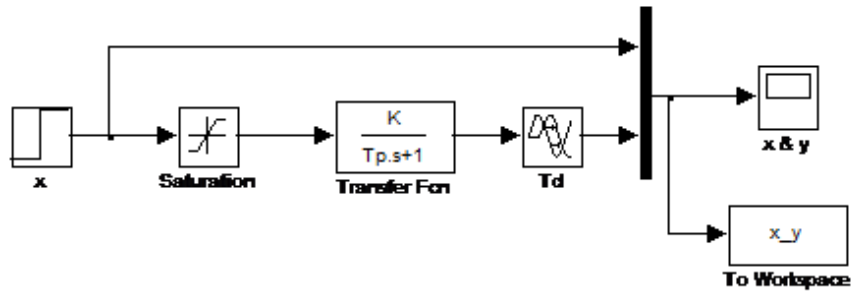 x
Saturation
K
Tp.s+1
Transfer Fcn
Td
x & y
x_y
To Workspace